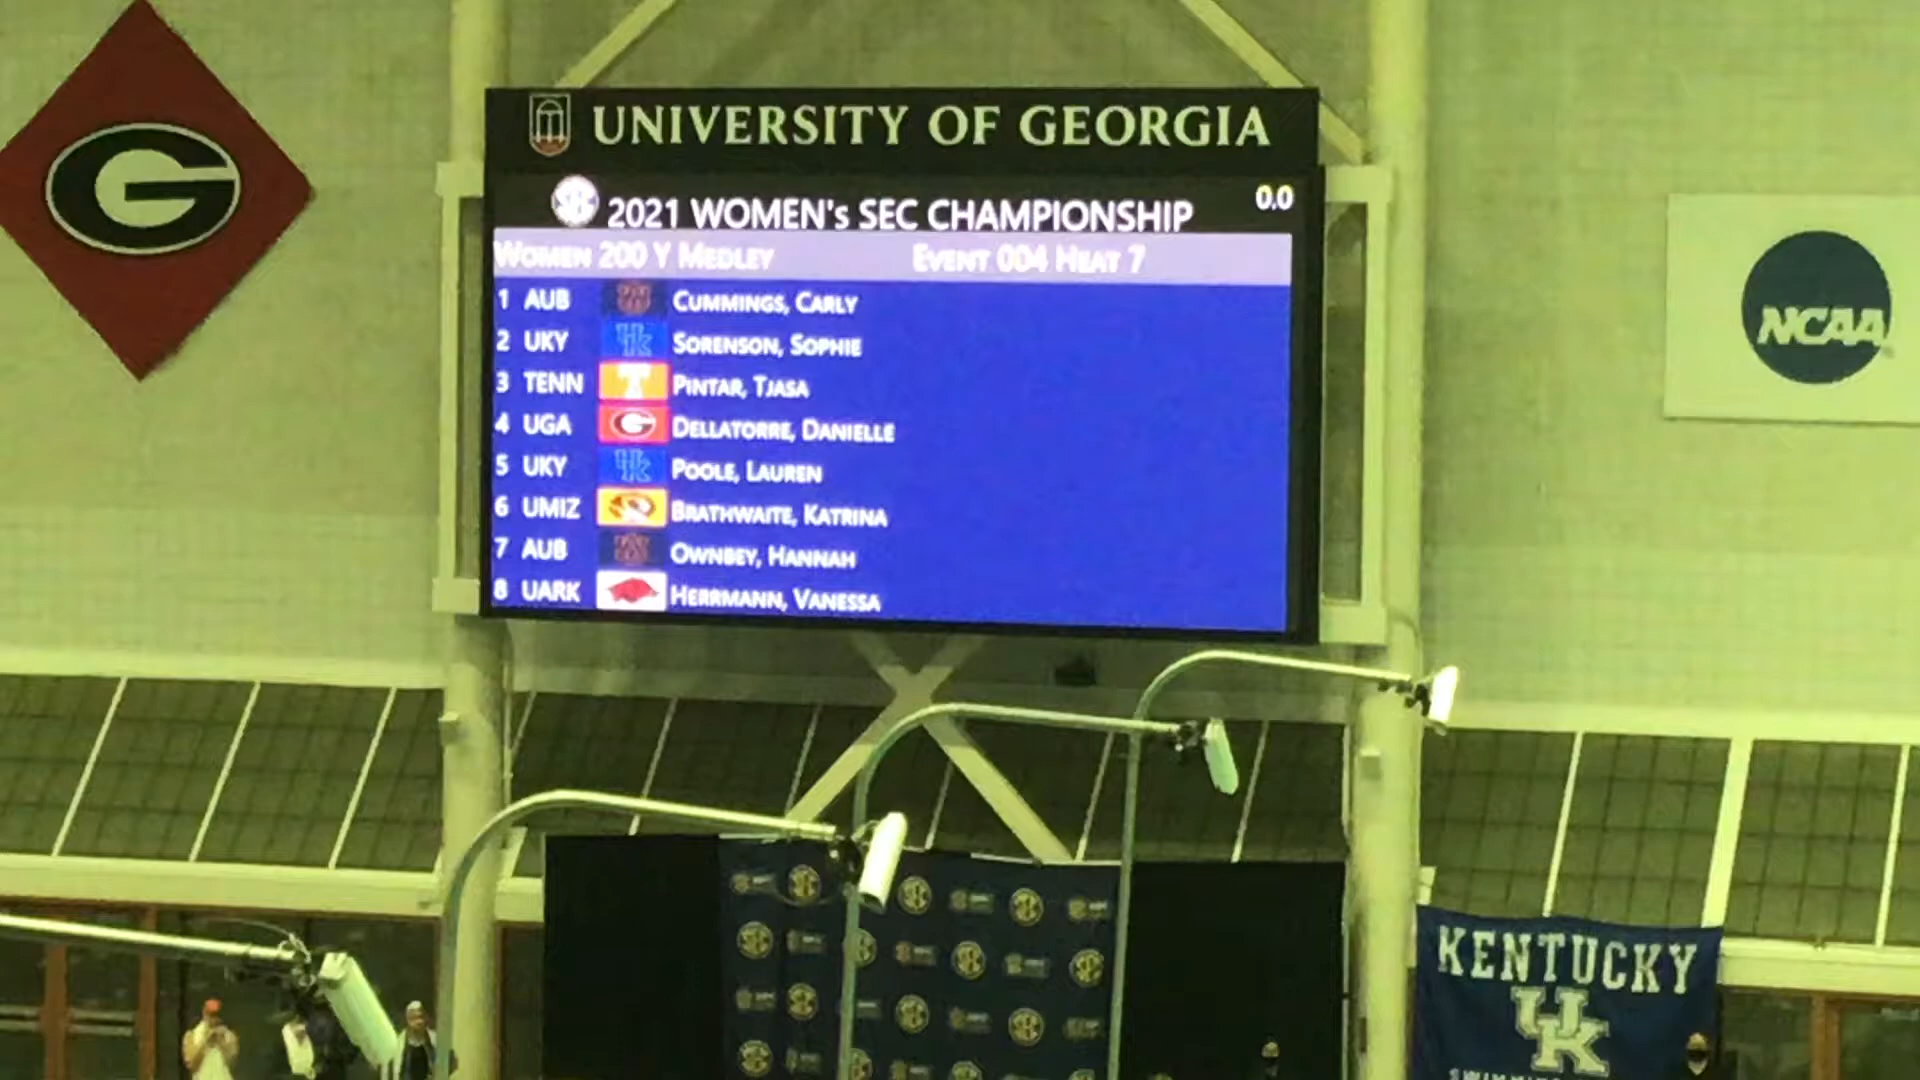 UNIVERSITY OF GEORGIA
2021 WOMEN's SEC CHAMPIONSHIP 0.0
WOMEN 200 Y MEDLEY EVENT 004 HEAT 7
1 AUB CUMMINGS, CARLY
2 UKY SORENSON, SOPHIE
3 TENN PINTAR, TJASA
4 UGA DELLATORRE, DANIELLE
5 UKY POOLE, LAUREN
6 UMIZ BRATHWAITE, KATRINA
7 AUB OWNBEY, HANNAH
8 UARK HERRMANN, VANESSA
G
NCAA
KENTUCKY
UK